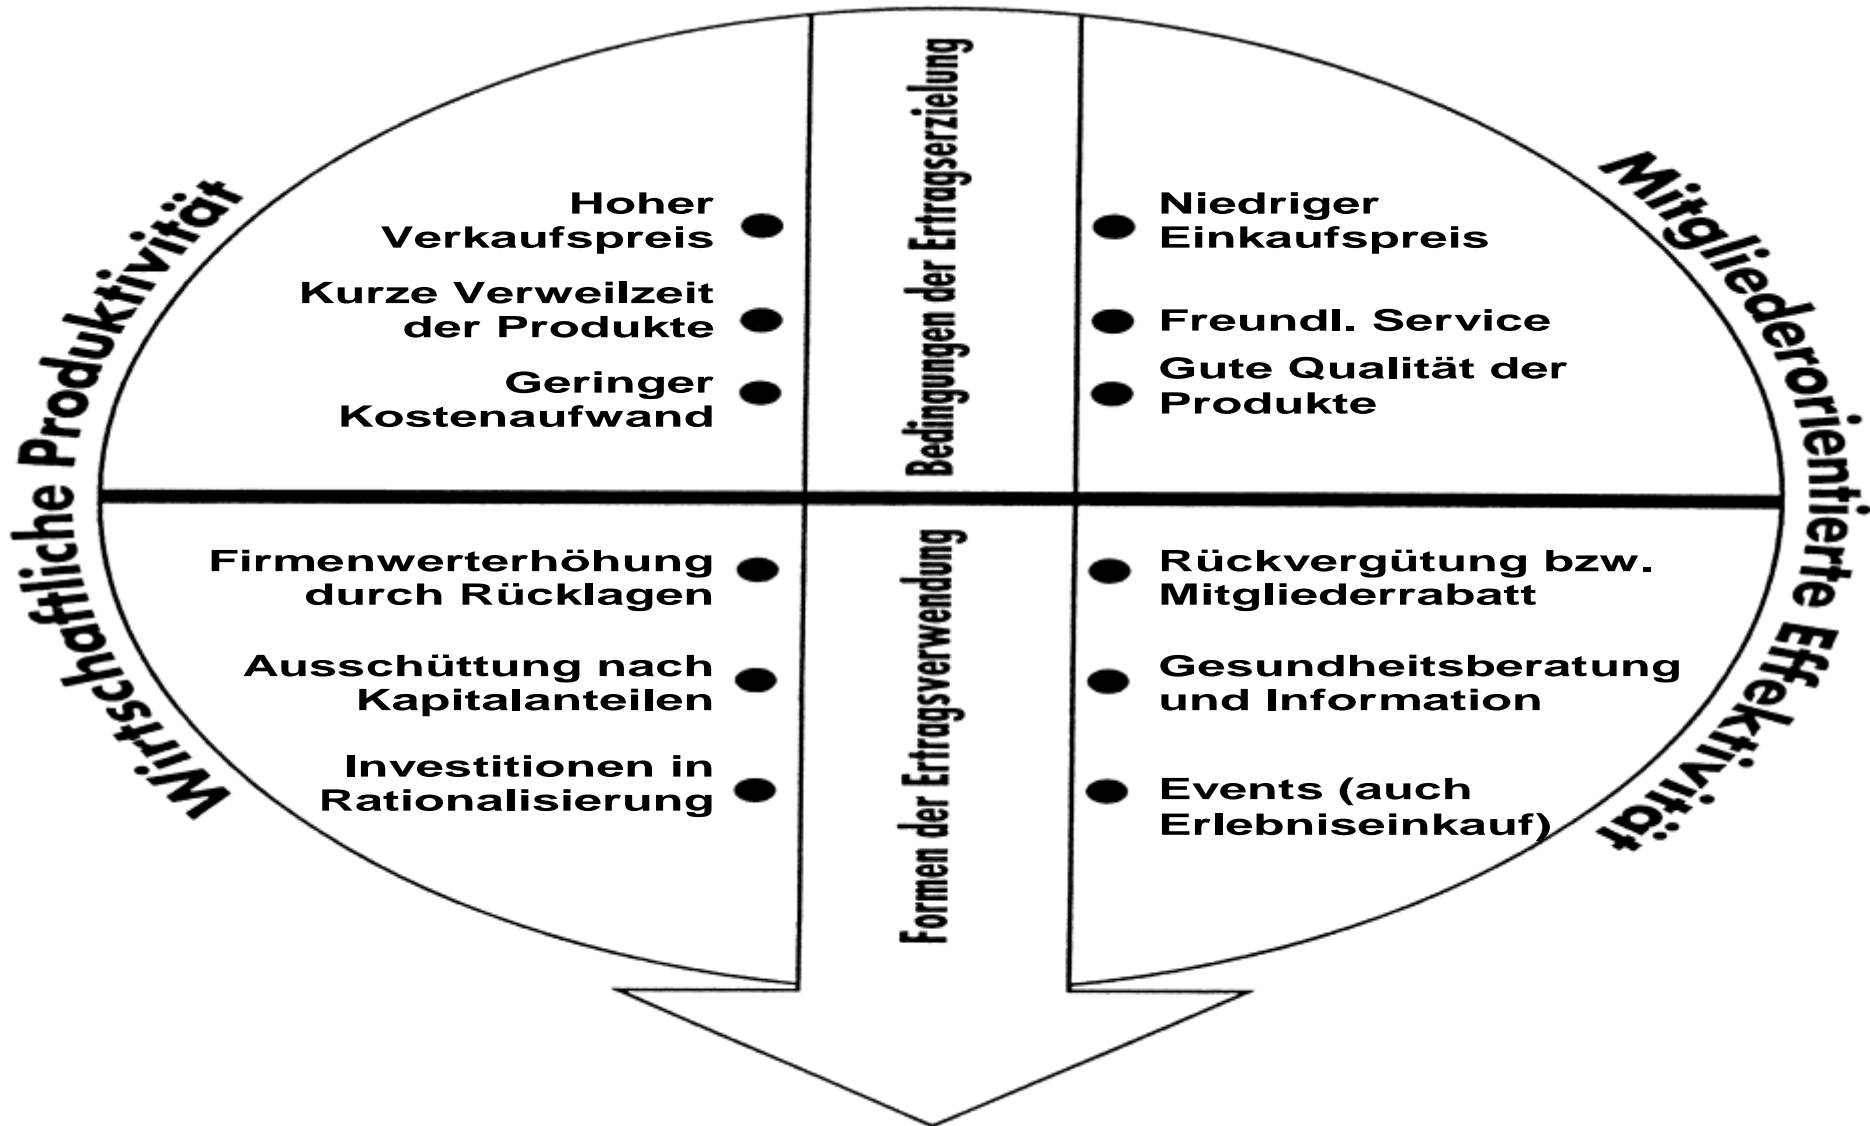 Wirtschaftliche Produktivität
Hoher
Verkaufspreis
Kurze Verweilzeit
der Produkte
Geringer
Kostenaufwand
Bedingungen der Ertragserzielung
Niedriger
Einkaufspreis
Freundl. Service
Gute Qualität der
Produkte
Mitgliederorientierte Effektivität
Firmenwerterhöhung
durch Rücklagen
Ausschüttung nach
Kapitalanteilen
Investitionen in
Rationalisierung
Formen der Ertragsverwendung
Rückvergütung bzw.
Mitgliederrabatt
Gesundheitsberatung
und Information
Events (auch
Erlebniseinkauf)